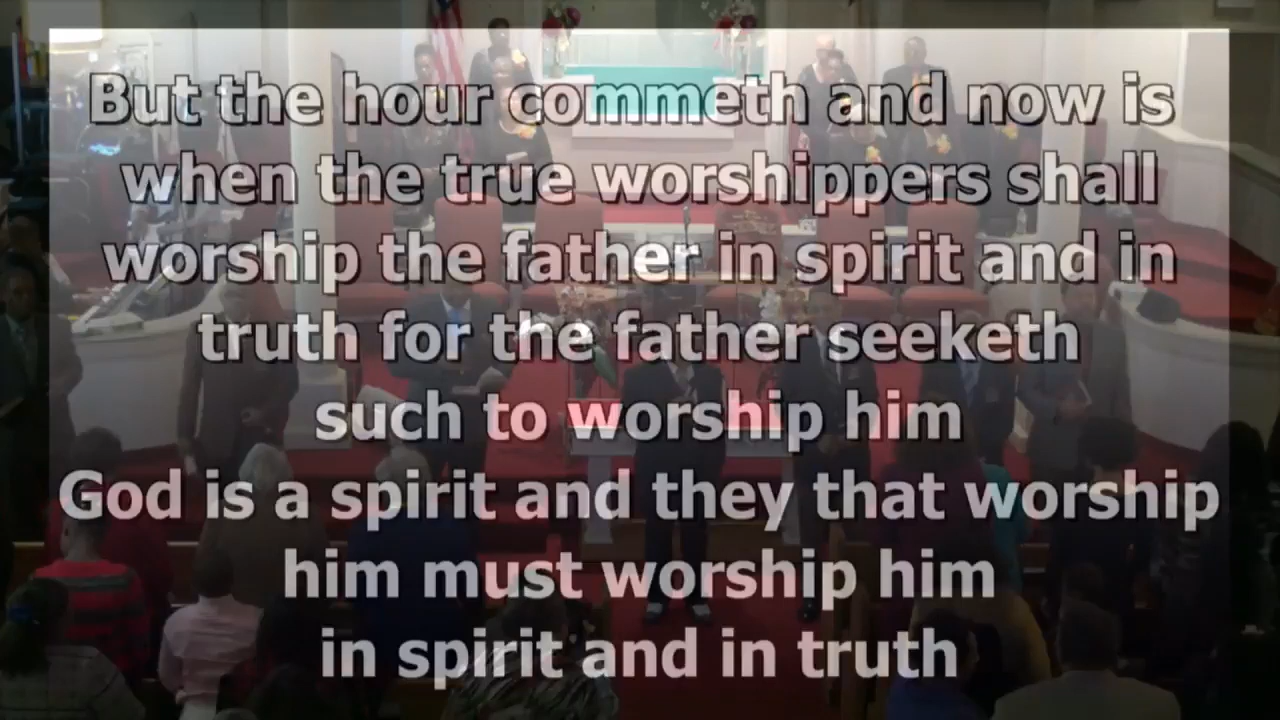 But the hour commeth and now is
when the true worshippers shall
worship the father in spirit and in
truth for the father seeketh
such to worship him
God is a spirit and they that worship
him must worship him
in spirit and in truth